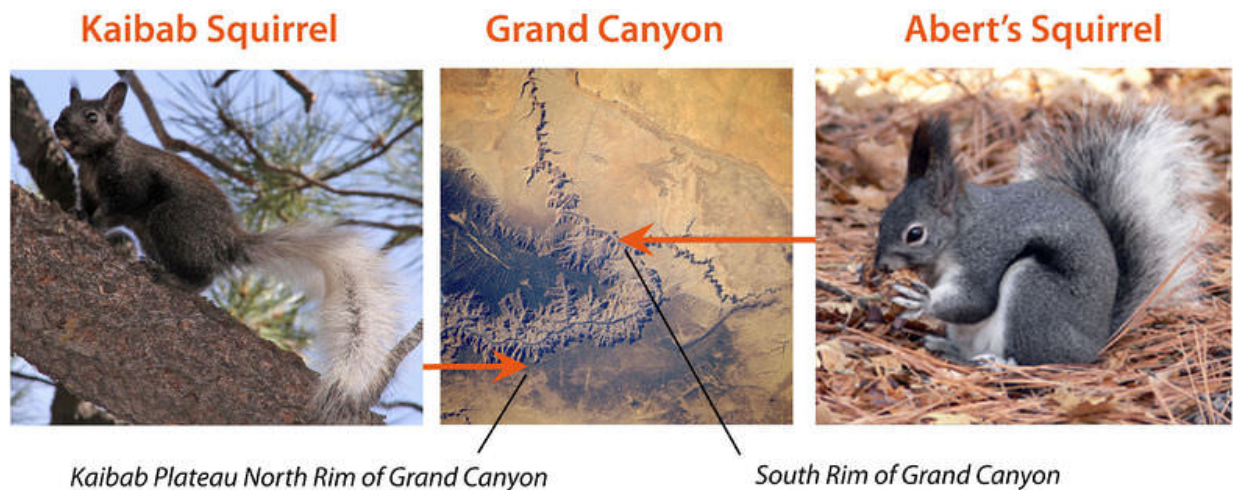 Kaibab Squirrel
Grand Canyon
Abert's Squirrel
Kaibab Plateau North Rim of Grand Canyon
South Rim of Grand Canyon